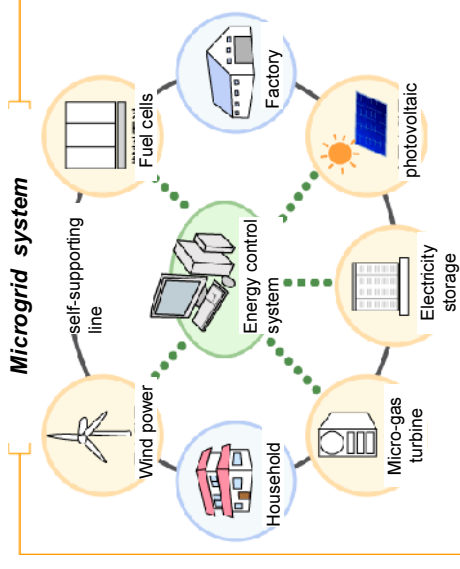 Microgrid system
self-supporting
line
Wind power
Fuel cells
Household
Energy control
system
Factory
Micro-gas
turbine
Electricity
storage
photovoltaic